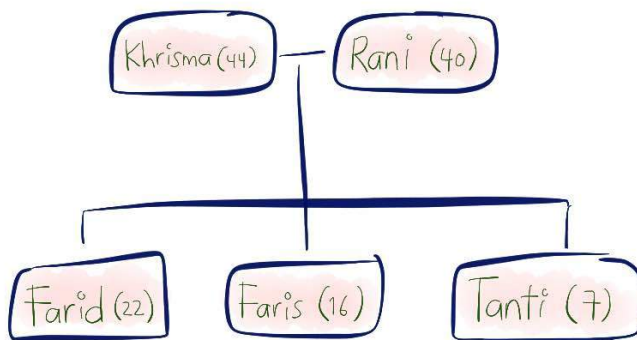 Khrisma (44)
Rani (40)
Farid (22)
Faris (16)
Tanti (7)